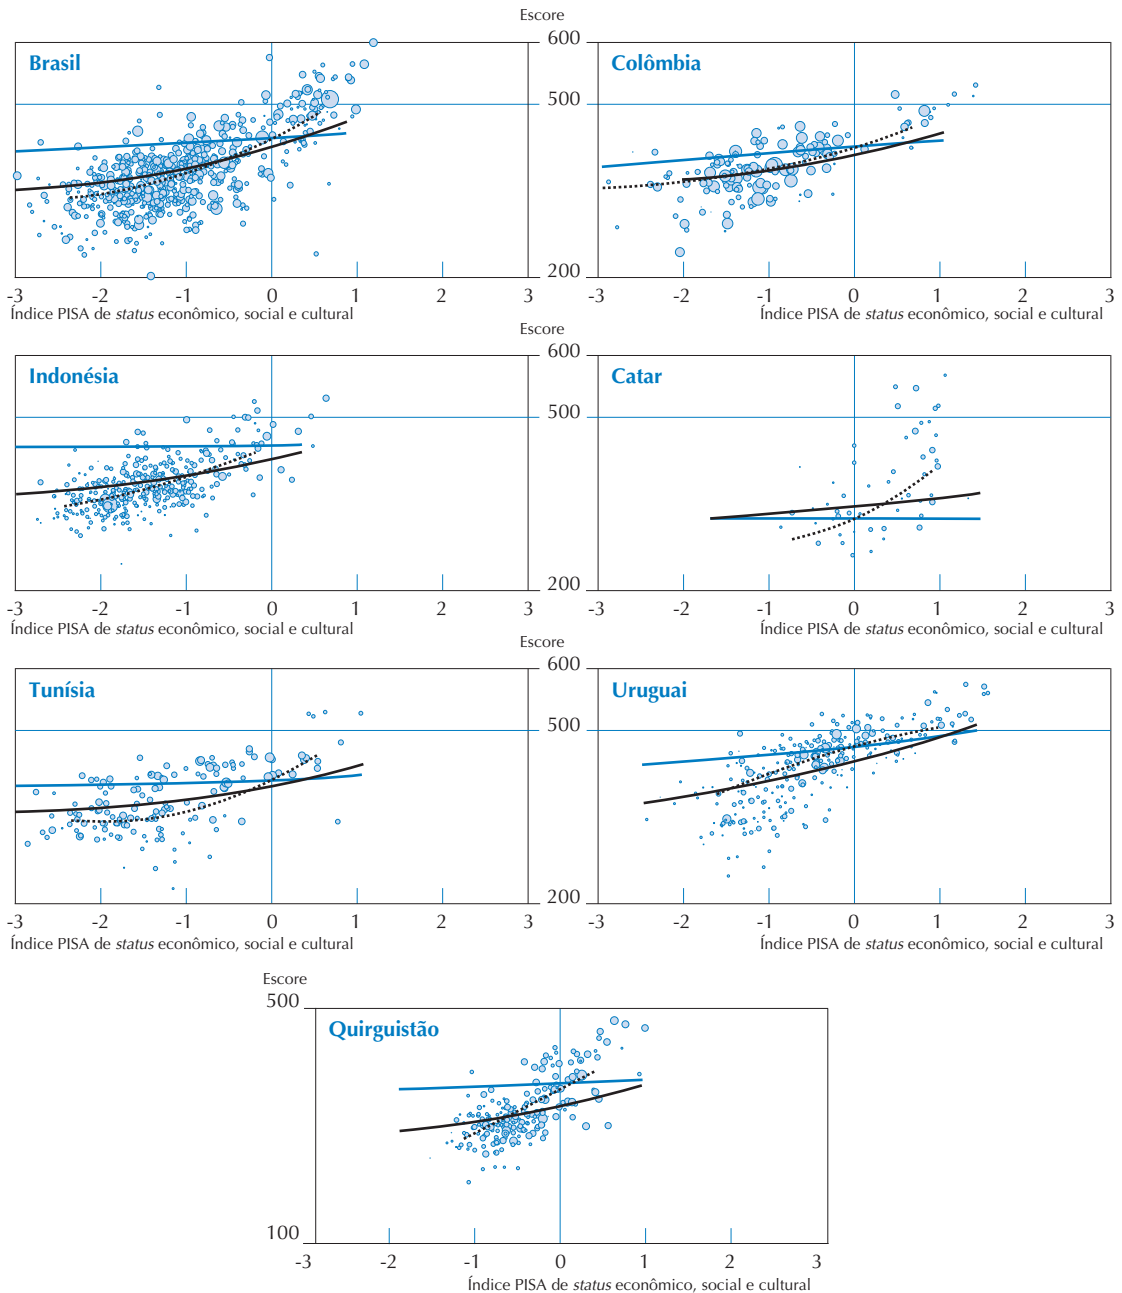 Escore
600
Brasil
Colômbia
500
200
-3 -2 -1 0 1 2 3
-3 -2 -1 0 1 2 3
Índice PISA de status econômico, social e cultural
Índice PISA de status econômico, social e cultural
Escore
600
Indonésia
Catar
500
200
-3 -2 -1 0 1 2 3
-3 -2 -1 0 1 2 3
Índice PISA de status econômico, social e cultural
Índice PISA de status econômico, social e cultural
Escore
600
Tunísia
Uruguai
500
200
-3 -2 -1 0 1 2 3
-3 -2 -1 0 1 2 3
Índice PISA de status econômico, social e cultural
Índice PISA de status econômico, social e cultural
Escore
500
Quirguistão
100
-3 -2 -1 0 1 2 3
Índice PISA de status econômico, social e cultural